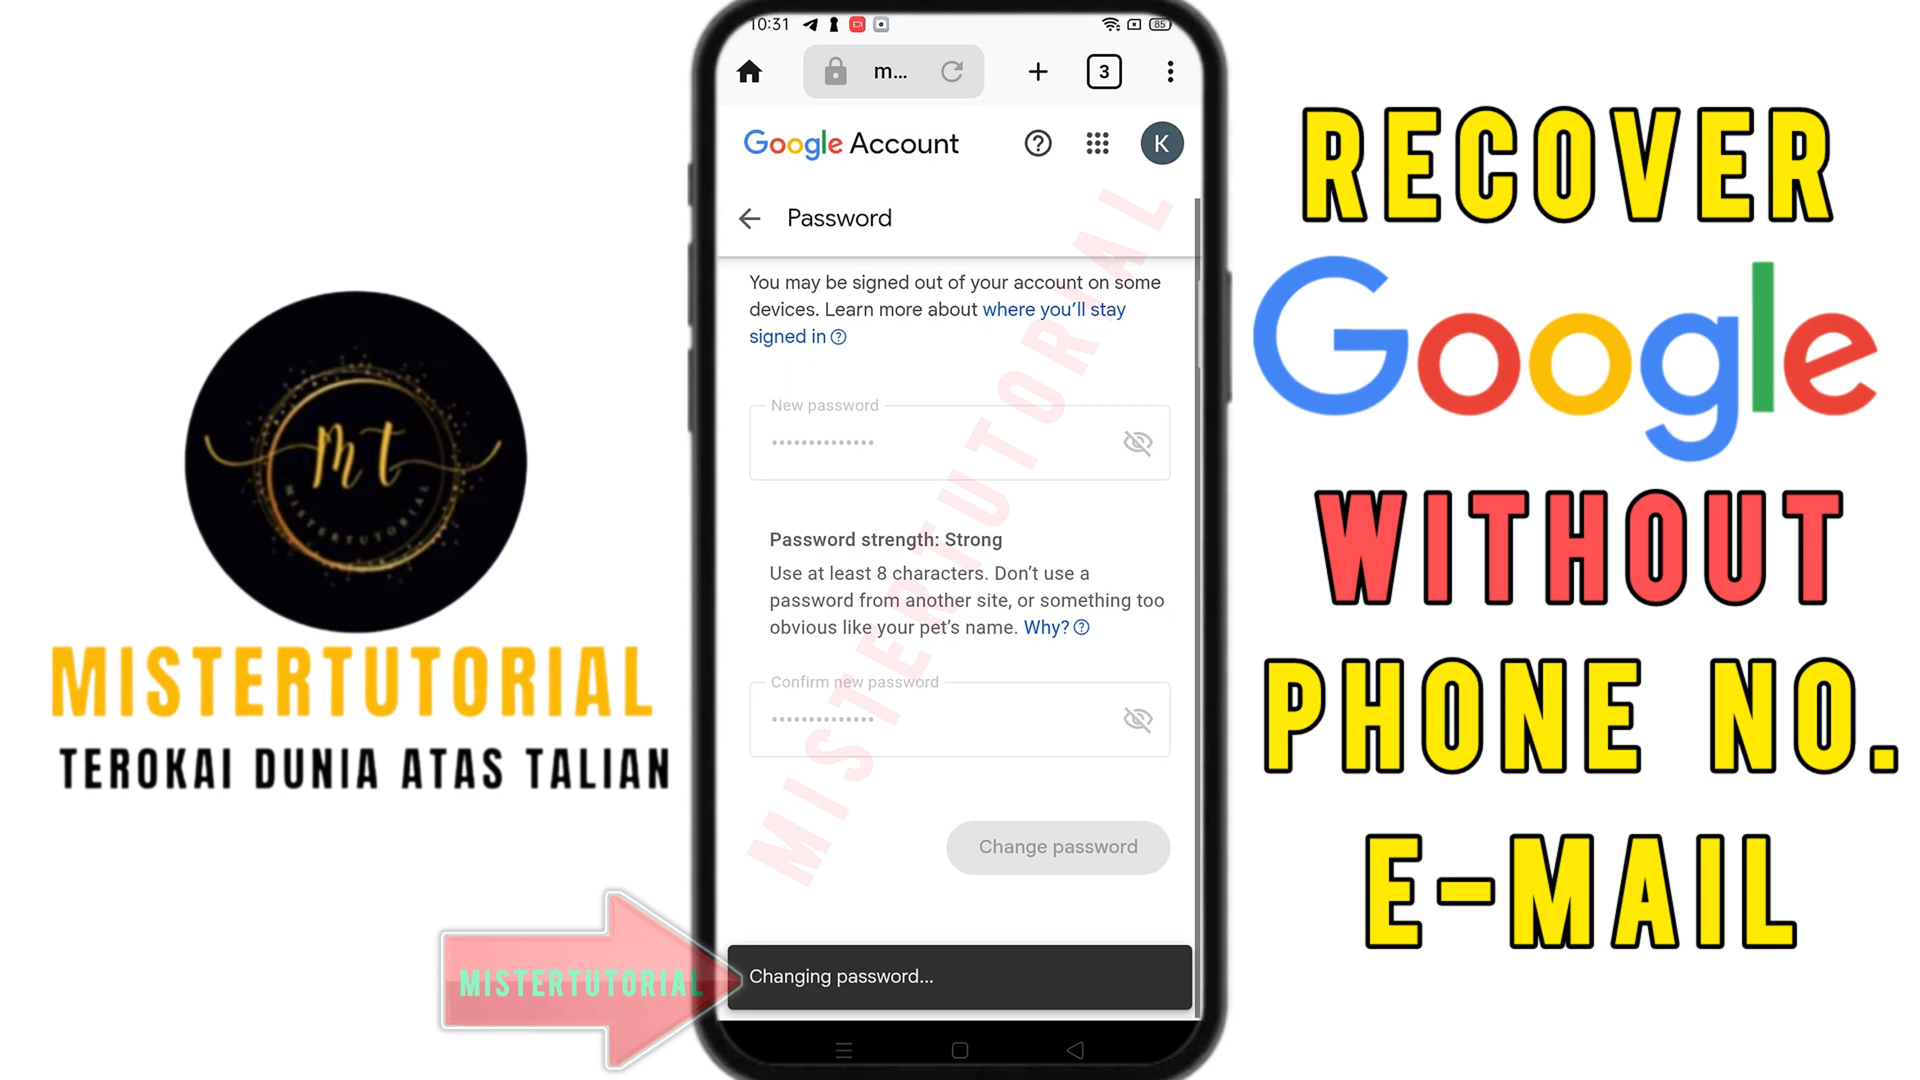 10:31
85
m...
3
Google Account
K
Password
You may be signed out of your account on some
devices. Learn more about where you’ll stay
signed in
New password
••••••••••••••
Password strength: Strong
Use at least 8 characters. Don’t use a
password from another site, or something too
obvious like your pet’s name. Why?
Confirm new password
••••••••••••••
Change password
Changing password...
MISTERTUTORIAL
mt
MISTERTUTORIAL
MISTERTUTORIAL
TEROKAI DUNIA ATAS TALIAN
MISTERTUTORIAL
RECOVER
Google
WITHOUT
PHONE NO.
E-MAIL